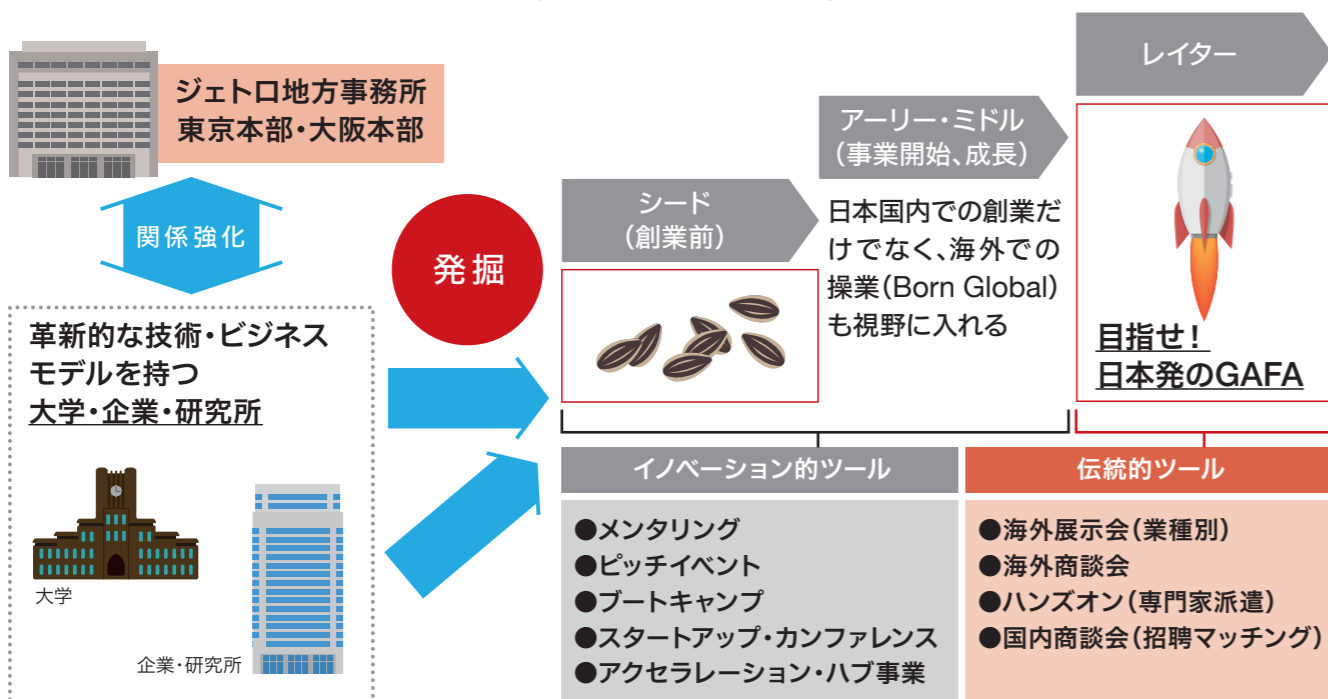 ジェトロ地方事務所
東京本部・大阪本部
関係強化
革新的な技術・ビジネス
モデルを持つ
大学・企業・研究所
大学
企業・研究所
発掘
シード
(創業前)
アーリー・ミドル
(事業開始、成長)
日本国内での創業だ
けでなく、海外での
操業(Born Global)
も視野に入れる
レイター
目指せ!
日本発のGAFA
イノベーション的ツール
●メンタリング
●ピッチイベント
●ブートキャンプ
●スタートアップ・カンファレンス
●アクセラレーション・ハブ事業
伝統的ツール
●海外展示会(業種別)
●海外商談会
●ハンズオン(専門家派遣)
●国内商談会(招聘マッチング)